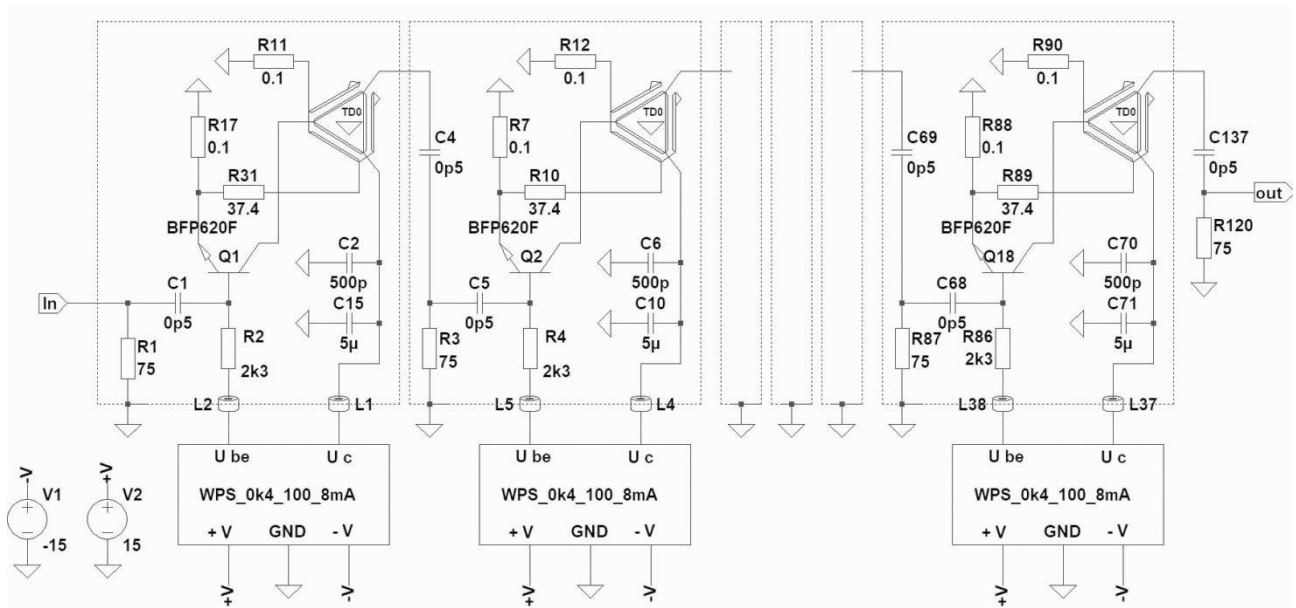 R11
0.1
R12
0.1
R90
0.1
TD0
TD0
TD0
R17
0.1
C4
0p5
R7
0.1
C69
0p5
R88
0.1
C137
0p5
R31
37.4
R10
37.4
R89
37.4
out
BFP620F
BFP620F
BFP620F
R120
75
Q1
C2
500p
Q2
C6
500p
Q18
C70
500p
In
C1
0p5
C15
5µ
C5
0p5
C10
5µ
C68
0p5
C71
5µ
R1
75
R2
2k3
R3
75
R4
2k3
R87
75
R86
2k3
L2
L1
L5
L4
L38
L37
U be
U c
U be
U c
U be
U c
WPS_0k4_100_8mA
WPS_0k4_100_8mA
WPS_0k4_100_8mA
+ V
GND
- V
+ V
GND
- V
+ V
GND
- V
-V
V1
-15
+V
V2
15
+V
-V
+V
-V
+V
-V